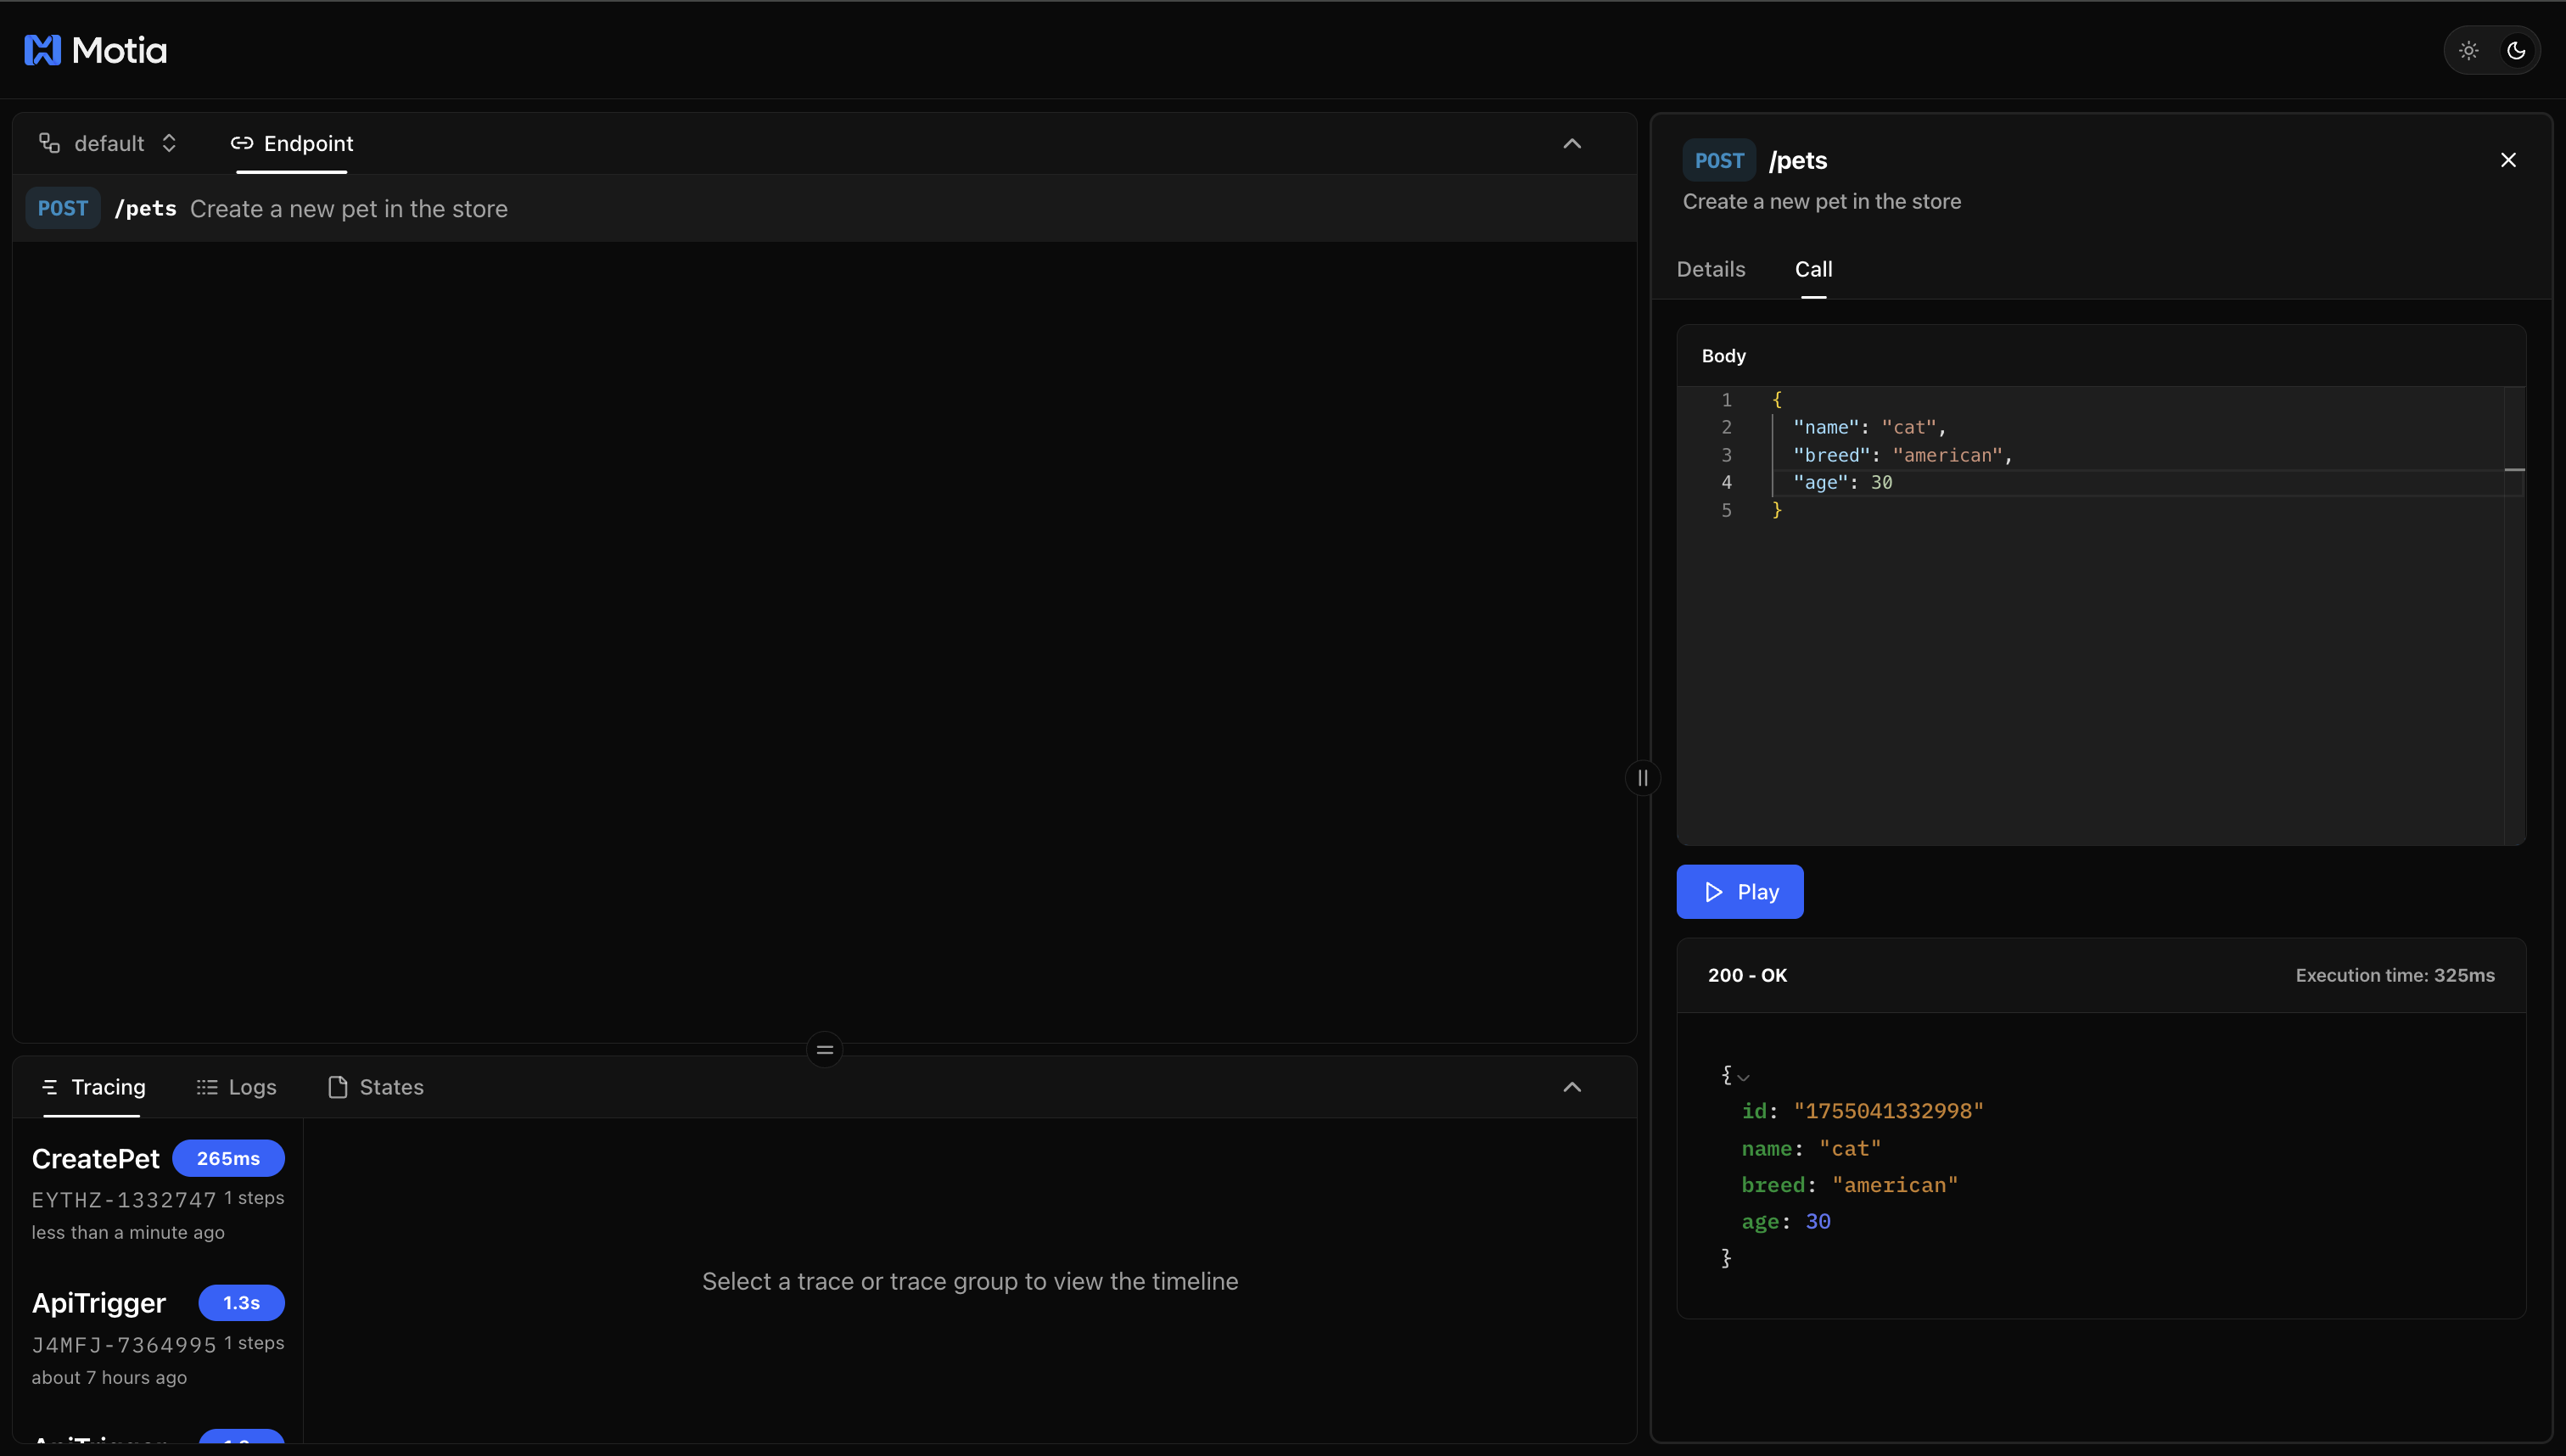 Motia
default
Endpoint
POST /pets Create a new pet in the store
Tracing
Logs
States
CreatePet 265ms
EYTHZ-1332747 1 steps
less than a minute ago
ApiTrigger 1.3s
J4MFJ-7364995 1 steps
about 7 hours ago
ApiTrigger
Select a trace or trace group to view the timeline
POST /pets
Create a new pet in the store
Details
Call
Body
1 {
2 "name": "cat",
3 "breed": "american",
4 "age": 30
5 }
Play
200 - OK
Execution time: 325ms
{
id: "1755041332998"
name: "cat"
breed: "american"
age: 30
}